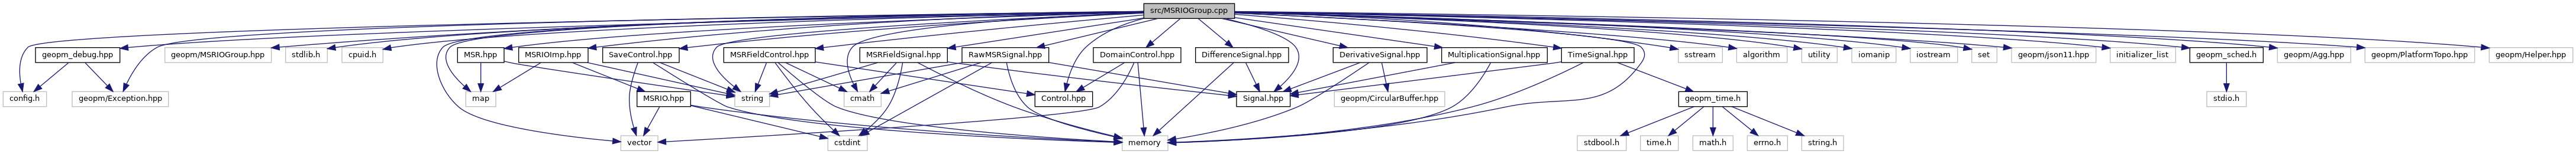 src/MSRIOGroup.cpp
geopm_debug.hpp
geopm/MSRIOGroup.hpp
stdlib.h
cpuid.h
MSR.hpp
MSRIOImp.hpp
SaveControl.hpp
MSRFieldControl.hpp
MSRFieldSignal.hpp
RawMSRSignal.hpp
DomainControl.hpp
DifferenceSignal.hpp
DerivativeSignal.hpp
MultiplicationSignal.hpp
TimeSignal.hpp
sstream
algorithm
utility
iomanip
iostream
set
geopm/json11.hpp
initializer_list
geopm_sched.h
geopm/Agg.hpp
geopm/PlatformTopo.hpp
geopm/Helper.hpp
config.h
geopm/Exception.hpp
map
MSRIO.hpp
string
cmath
Control.hpp
Signal.hpp
geopm/CircularBuffer.hpp
geopm_time.h
stdio.h
vector
cstdint
memory
stdbool.h
time.h
math.h
errno.h
string.h